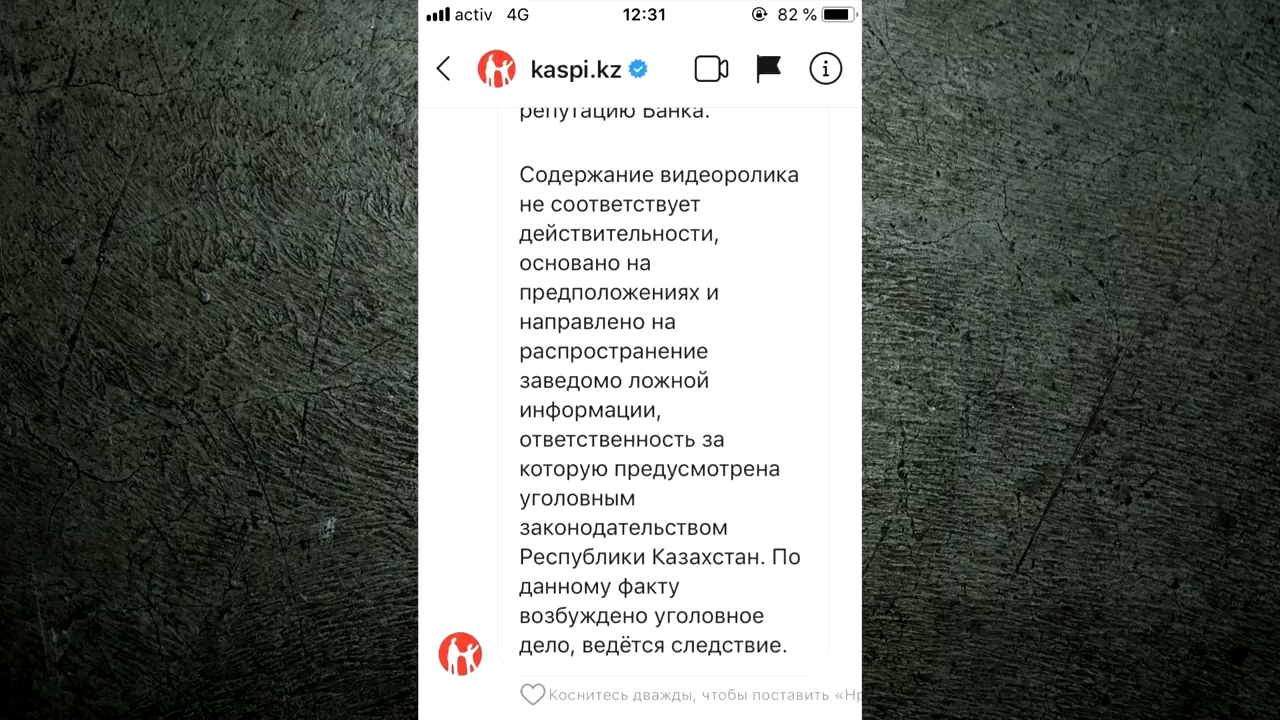 activ 4G 12:31 82 %
kaspi.kz
репутацию Банка.
Содержание видеоролика
не соответствует
действительности,
основано на
предположениях и
направлено на
распространение
заведомо ложной
информации,
ответственность за
которую предусмотрена
уголовным
законодательством
Республики Казахстан. По
данному факту
возбуждено уголовное
дело, ведётся следствие.
Коснитесь дважды, чтобы поставить «Нр